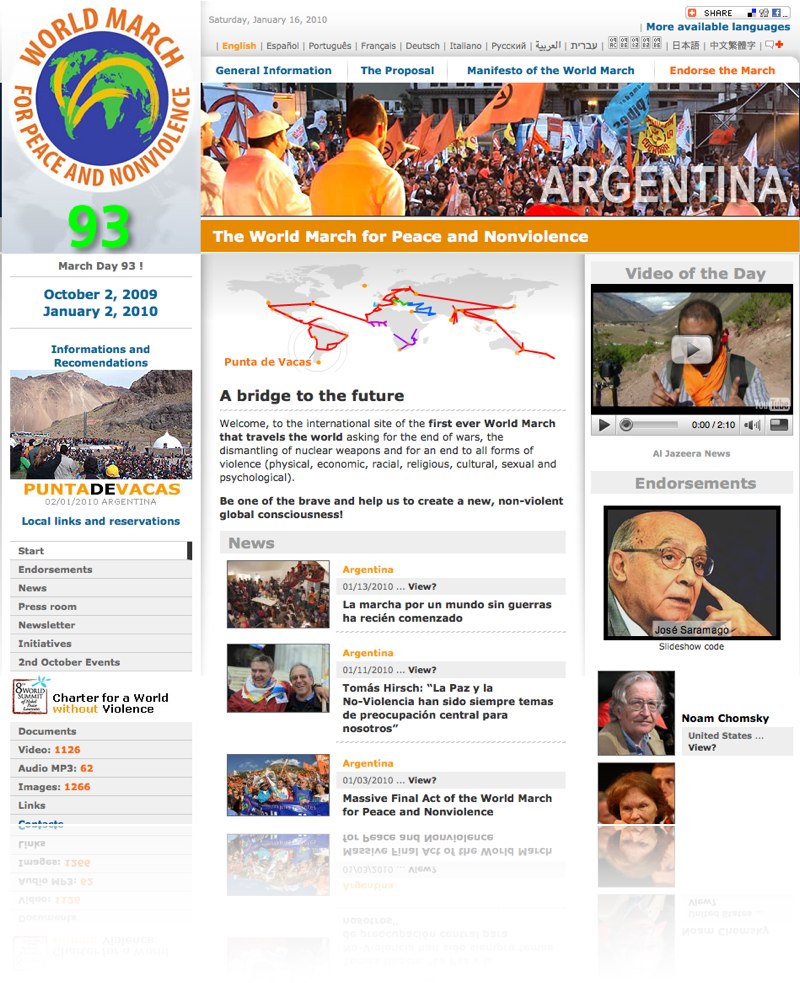 WORLD MARCH
FOR PEACE AND NONVIOLENCE
93
March Day 93 !
October 2, 2009
January 2, 2010
Informations and
Recomendations
PUNTADEVACAS
02/01/2010 ARGENTINA
Local links and reservations
Start
Endorsements
News
Press room
Newsletter
Initiatives
2nd October Events
8th WORLD
SUMMIT
Charter for a World
without Violence
Documents
Video: 1126
Audio MP3: 62
Images: 1266
Links
Contacts
Saturday, January 16, 2010
SHARE
| More available languages
| English | Español | Português | Français | Deutsch | Italiano | Русский | العربية | עברית | 日本語 | 中文繁體字 |
General Information
The Proposal
Manifesto of the World March
Endorse the March
ARGENTINA
The World March for Peace and Nonviolence
Punta de Vacas
A bridge to the future
Welcome, to the international site of the first ever World March
that travels the world asking for the end of wars, the
dismantling of nuclear weapons and for an end to all forms of
violence (physical, economic, racial, religious, cultural, sexual and
psychological).
Be one of the brave and help us to create a new, non-violent
global consciousness!
News
Argentina
01/13/2010 ... View?
La marcha por un mundo sin guerras
ha recién comenzado
Argentina
01/11/2010 ... View?
Tomás Hirsch: “La Paz y la
No-Violencia han sido siempre temas
de preocupación central para
nosotros”
Argentina
01/03/2010 ... View?
Massive Final Act of the World March
for Peace and Nonviolence
Video of the Day
YouTube
0:00 / 2:10
Al Jazeera News
Endorsements
José Saramago
Slideshow code
Noam Chomsky
United States ...
View?